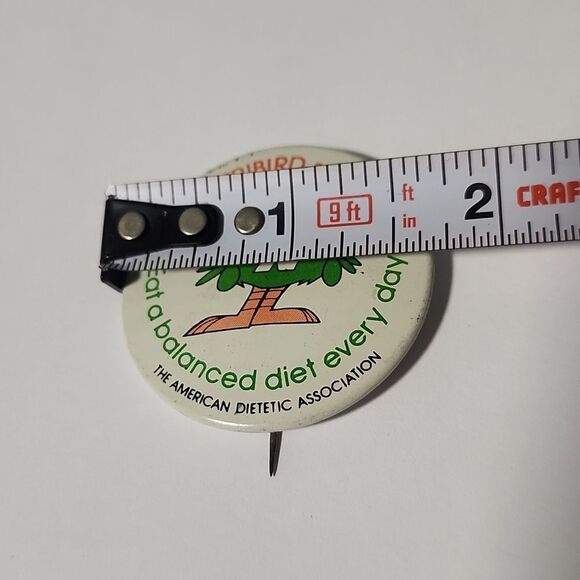 1 9 ft ft in 2 CRAF
Eat a balanced diet every day
THE AMERICAN DIETETIC ASSOCIATION